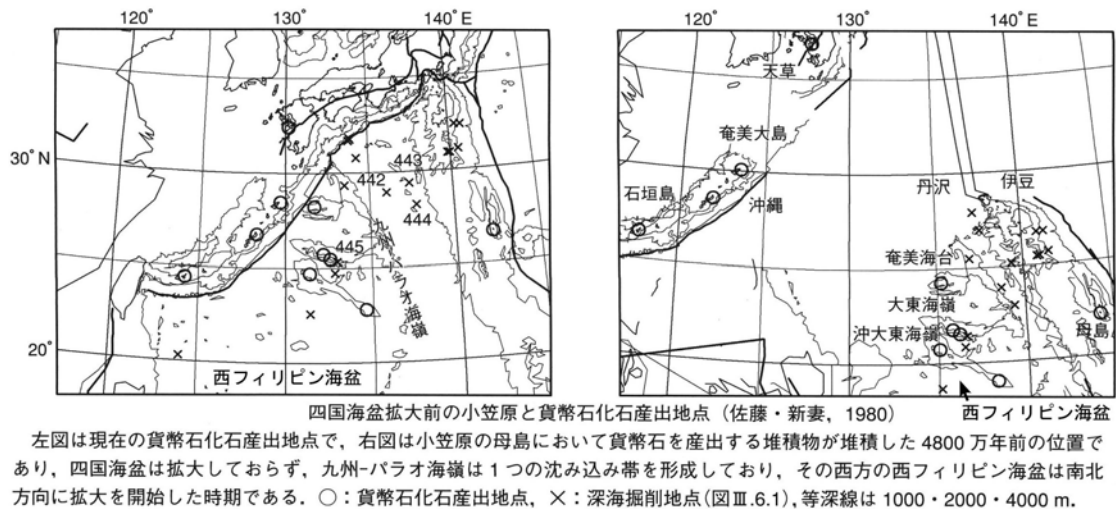 120°
130°
140°E
30°N
20°
443
442
444
445
九州-パラオ海嶺
西フィリピン海盆
120°
130°
140°E
天草
奄美大島
石垣島
沖縄
丹沢
伊豆
奄美海台
大東海嶺
沖大東海嶺
母島
四国海盆拡大前の小笠原と貨幣石化石産出地点（佐藤・新妻，1980）
西フィリピン海盆
左図は現在の貨幣石化石産出地点で，右図は小笠原の母島において貨幣石を産出する堆積物が堆積した 4800 万年前の位置で
あり，四国海盆は拡大しておらず，九州-パラオ海嶺は 1 つの沈み込み帯を形成しており，その西方の西フィリピン海盆は南北
方向に拡大を開始した時期である．○：貨幣石化石産出地点，×：深海掘削地点(図Ⅲ.6.1)，等深線は 1000・2000・4000 m．